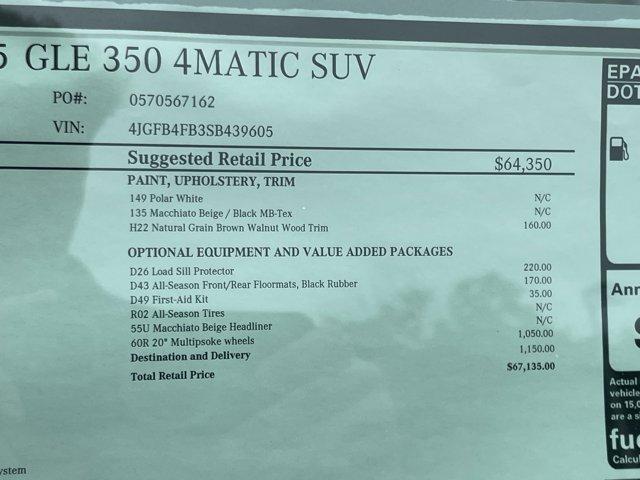 5 GLE 350 4MATIC SUV
PO#: 0570567162
VIN: 4JGFB4FB3SB439605
Suggested Retail Price $64,350
PAINT, UPHOLSTERY, TRIM
149 Polar White N/C
135 Macchiato Beige / Black MB-Tex N/C
H22 Natural Grain Brown Walnut Wood Trim 160.00
OPTIONAL EQUIPMENT AND VALUE ADDED PACKAGES
D26 Load Sill Protector 220.00
D43 All-Season Front/Rear Floormats, Black Rubber 170.00
D49 First-Aid Kit 35.00
R02 All-Season Tires N/C
55U Macchiato Beige Headliner N/C
60R 20" Multipsoke wheels 1,050.00
Destination and Delivery 1,150.00
Total Retail Price $67,135.00
ystem
EPA
DOT
Ann
$
Actual
vehicle
on 15,0
are a s
fue
Calcul